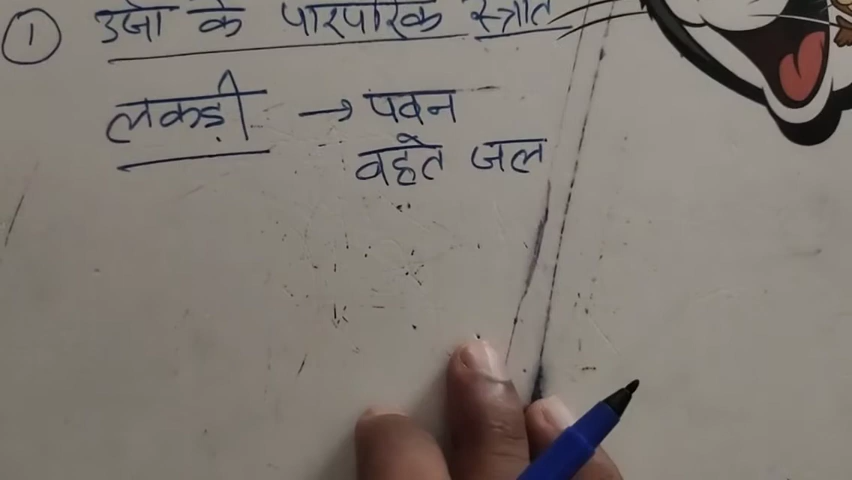 ① उर्जा के पारंपरिक स्त्रोत
लकड़ी → पवन
बहते जल